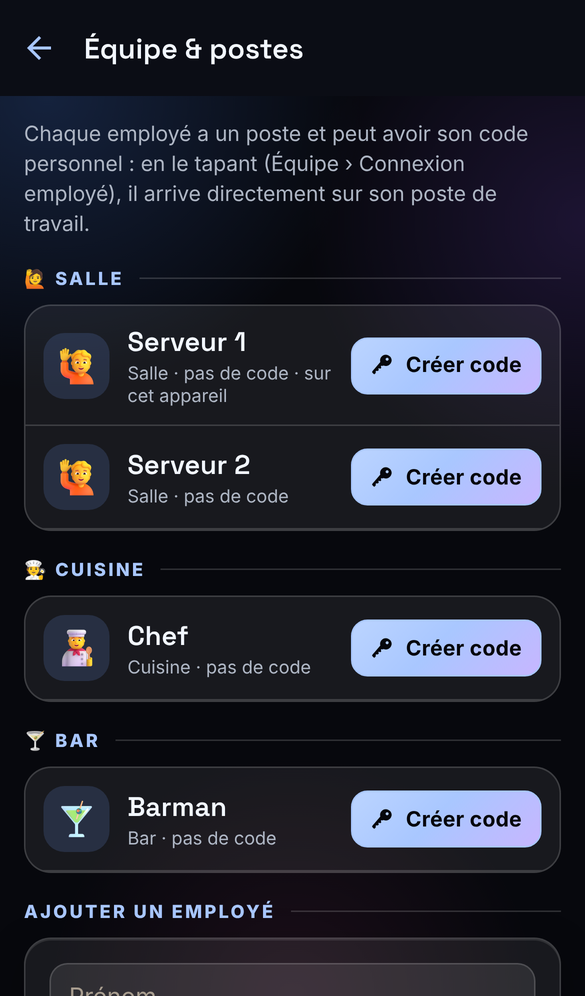 Équipe & postes
Chaque employé a un poste et peut avoir son code
personnel : en le tapant (Équipe › Connexion
employé), il arrive directement sur son poste de
travail.
SALLE
Serveur 1
Salle · pas de code · sur
cet appareil
Créer code
Serveur 2
Salle · pas de code
Créer code
CUISINE
Chef
Cuisine · pas de code
Créer code
BAR
Barman
Bar · pas de code
Créer code
AJOUTER UN EMPLOYÉ
Prénom